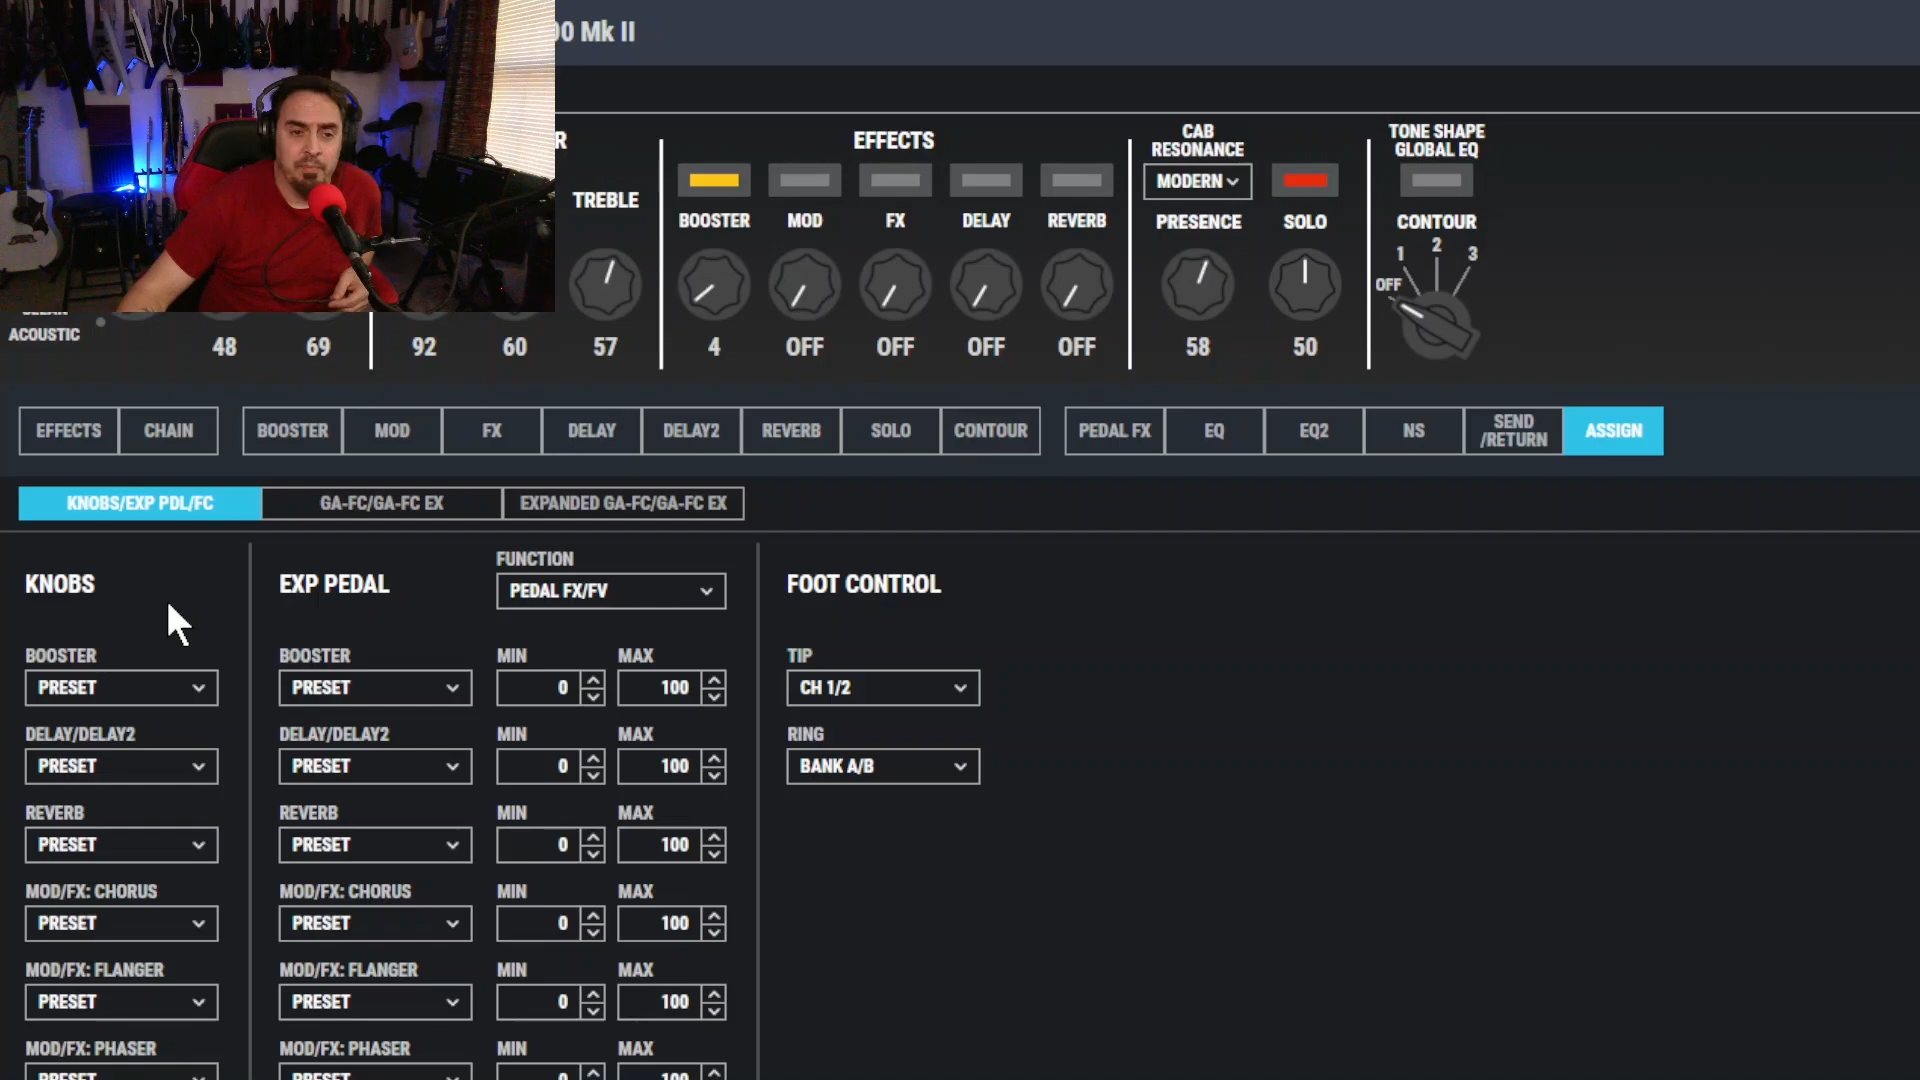 00 Mk II
EFFECTS
CAB
RESONANCE
TONE SHAPE
GLOBAL EQ
MODERN
TREBLE
BOOSTER MOD FX DELAY REVERB
PRESENCE SOLO
CONTOUR
1 2 3
OFF
ACOUSTIC
48 69 92 60 57 4 OFF OFF OFF OFF 58 50
EFFECTS CHAIN BOOSTER MOD FX DELAY DELAY2 REVERB SOLO CONTOUR PEDAL FX EQ EQ2 NS SEND /RETURN ASSIGN
KNOBS/EXP PDL/FC GA-FC/GA-FC EX EXPANDED GA-FC/GA-FC EX
FUNCTION
KNOBS EXP PEDAL PEDAL FX/FV FOOT CONTROL
BOOSTER BOOSTER MIN MAX TIP
PRESET PRESET 0 100 CH 1/2
DELAY/DELAY2 DELAY/DELAY2 MIN MAX RING
PRESET PRESET 0 100 BANK A/B
REVERB REVERB MIN MAX
PRESET PRESET 0 100
MOD/FX: CHORUS MOD/FX: CHORUS MIN MAX
PRESET PRESET 0 100
MOD/FX: FLANGER MOD/FX: FLANGER MIN MAX
PRESET PRESET 0 100
MOD/FX: PHASER MOD/FX: PHASER MIN MAX
PRESET PRESET 0 100